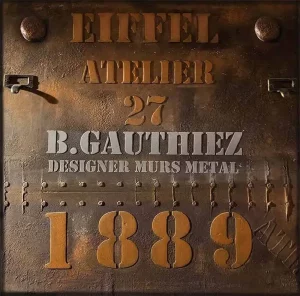 EIFFEL
ATELIER
27
B.GAUTHIEZ
DESIGNER MURS METAL
1889